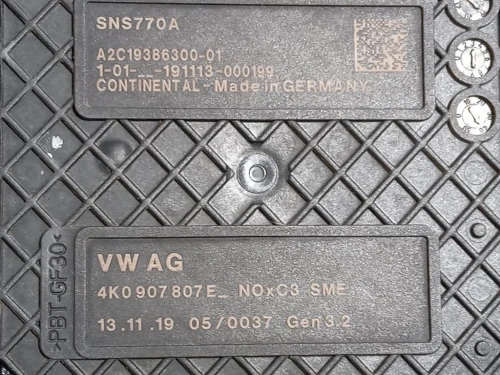 SNS770A
A2C19386300-01
1-01-__-191113-000199
CONTINENTAL-Made in GERMANY
>PBT-GF30<
VW AG
4K0 907 807 E_ NOxC3 SME
13.11.19 05/0037 Gen3.2